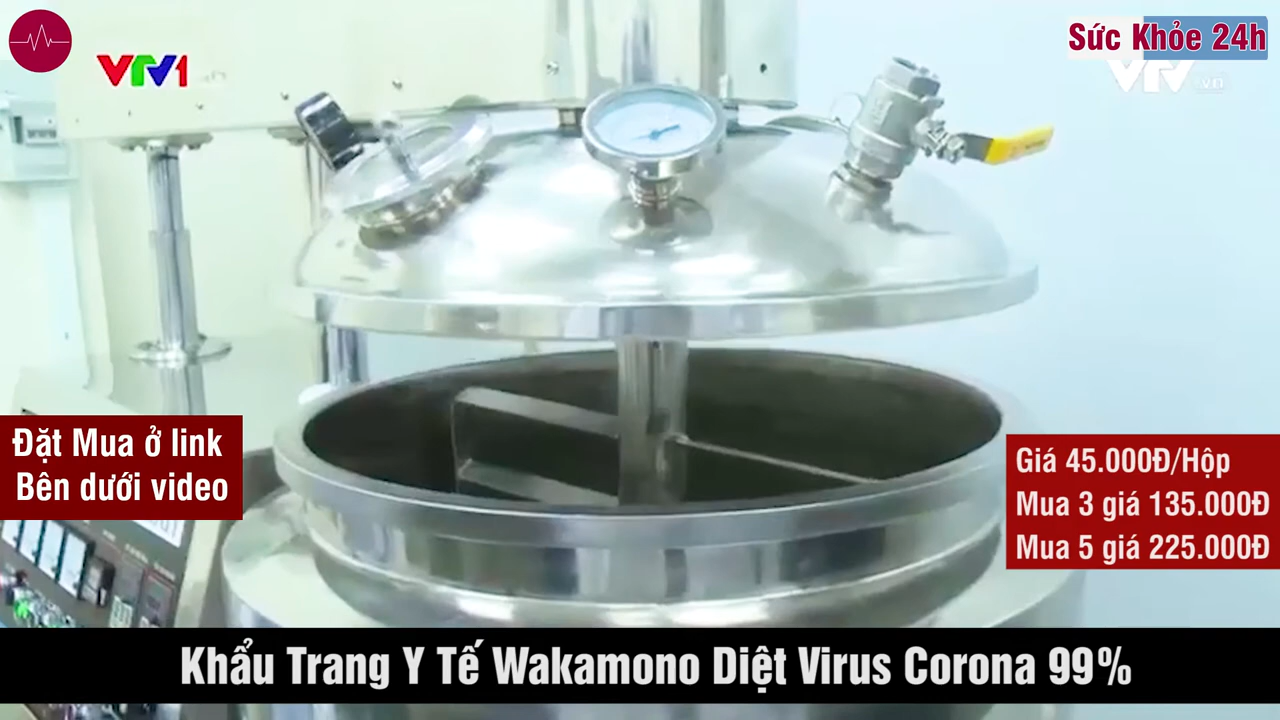 VTV1
Sức Khỏe 24h
VTV
Đặt Mua ở link
Bên dưới video
Giá 45.000Đ/Hộp
Mua 3 giá 135.000Đ
Mua 5 giá 225.000Đ
Khẩu Trang Y Tế Wakamono Diệt Virus Corona 99%